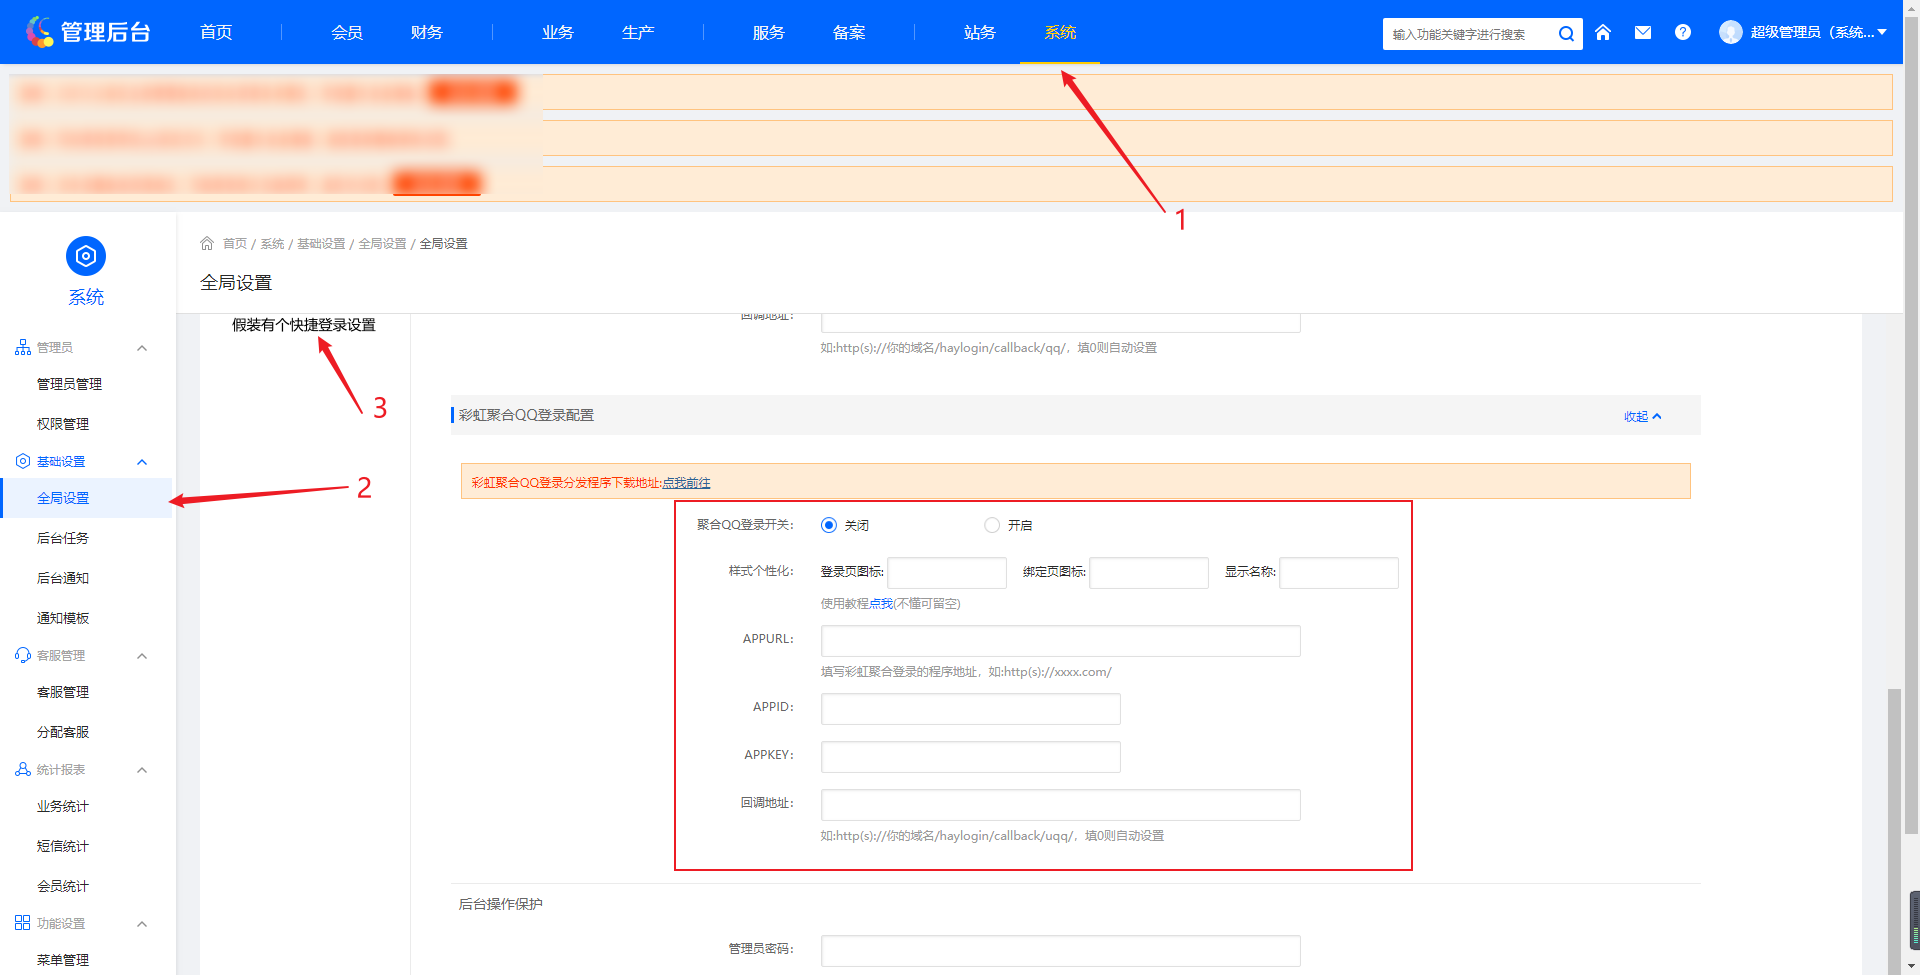 管理后台 首页 会员 财务 业务 生产 服务 备案 站务 系统 输入功能关键字进行搜索 超级管理员（系统...
1
首页 / 系统 / 基础设置 / 全局设置 / 全局设置
全局设置
系统
管理员
管理员管理
权限管理
基础设置
全局设置
后台任务
后台通知
通知模板
客服管理
客服管理
分配客服
统计报表
业务统计
短信统计
会员统计
功能设置
菜单管理
2
假装有个快捷登录设置
3
回调地址：
如:http(s)://你的域名/haylogin/callback/qq/，填0则自动设置
彩虹聚合QQ登录配置 收起
彩虹聚合QQ登录分发程序下载地址:点我前往
聚合QQ登录开关： 关闭 开启
样式个性化： 登录页图标: 绑定页图标: 显示名称:
使用教程点我(不懂可留空)
APPURL：
填写彩虹聚合登录的程序地址，如:http(s)://xxxx.com/
APPID：
APPKEY：
回调地址：
如:http(s)://你的域名/haylogin/callback/uqq/，填0则自动设置
后台操作保护
管理员密码：